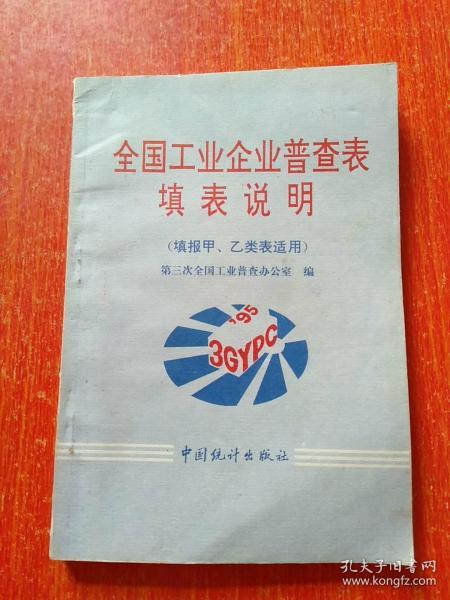 全国工业企业普查表
填表说明
(填报甲、乙类表适用)
第三次全国工业普查办公室 编
'95
3GYPC
中国统计出版社
孔夫子旧书网
www.kongfz.com